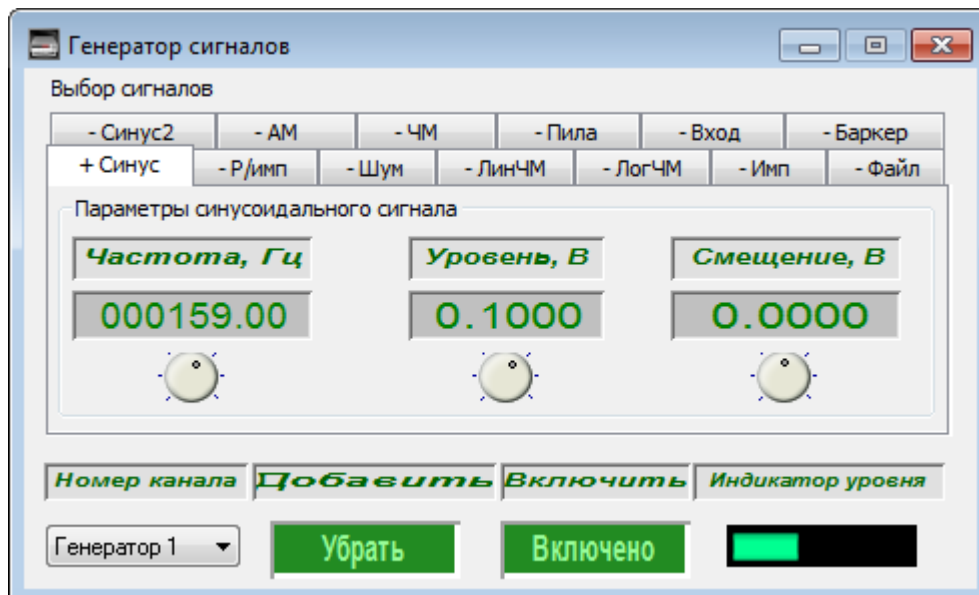 Генератор сигналов
Выбор сигналов
- Синус2 - АМ - ЧМ - Пила - Вход - Баркер
+ Синус - Р/имп - Шум - ЛинЧМ - ЛогЧМ - Имп - Файл
Параметры синусоидального сигнала
Частота, Гц Уровень, В Смещение, В
000159.00 0.1000 0.0000
Номер канала Добавить Включить Индикатор уровня
Генератор 1 Убрать Включено